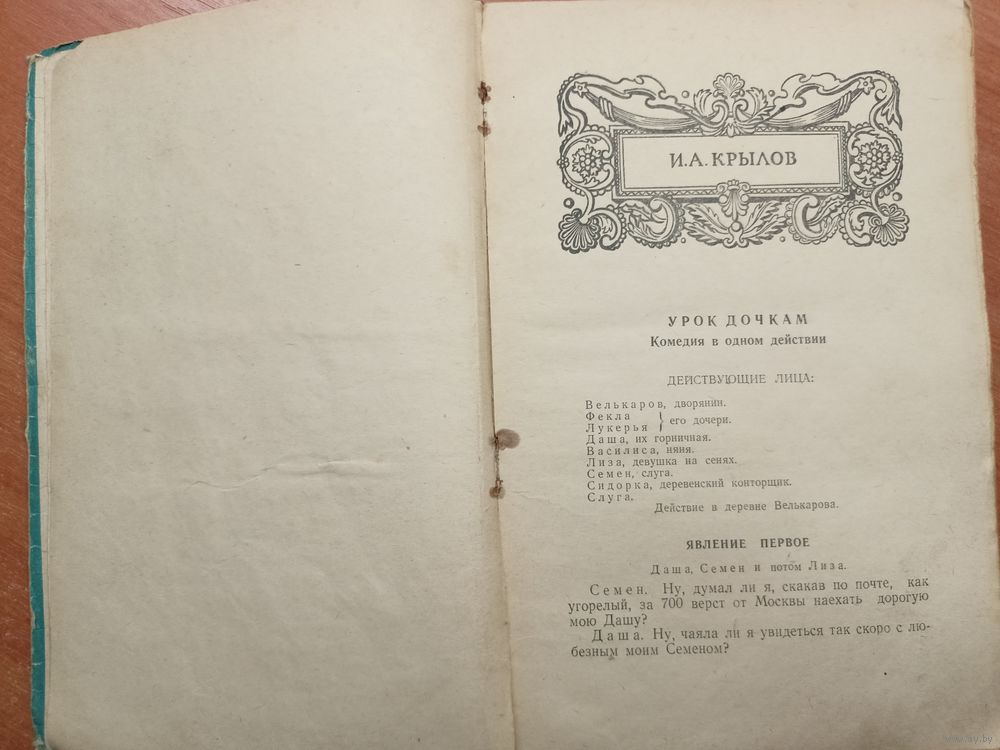 И.А.КРЫЛОВ
УРОК ДОЧКАМ
Комедия в одном действии
ДЕЙСТВУЮЩИЕ ЛИЦА:
Велькаров, дворянин.
Фекла
Лукерья } его дочери.
Даша, их горничная.
Василиса, няня.
Лиза, девушка на сенях.
Семен, слуга.
Сидорка, деревенский конторщик.
Слуга.
Действие в деревне Велькарова.
ЯВЛЕНИЕ ПЕРВОЕ
Даша, Семен и потом Лиза.
Семен. Ну, думал ли я, скакав по почте, как
угорелый, за 700 верст от Москвы наехать дорогую
мою Дашу?
Даша. Ну, чаяла ли я увидеться так скоро с лю-
безным моим Семеном?
www.ay.by